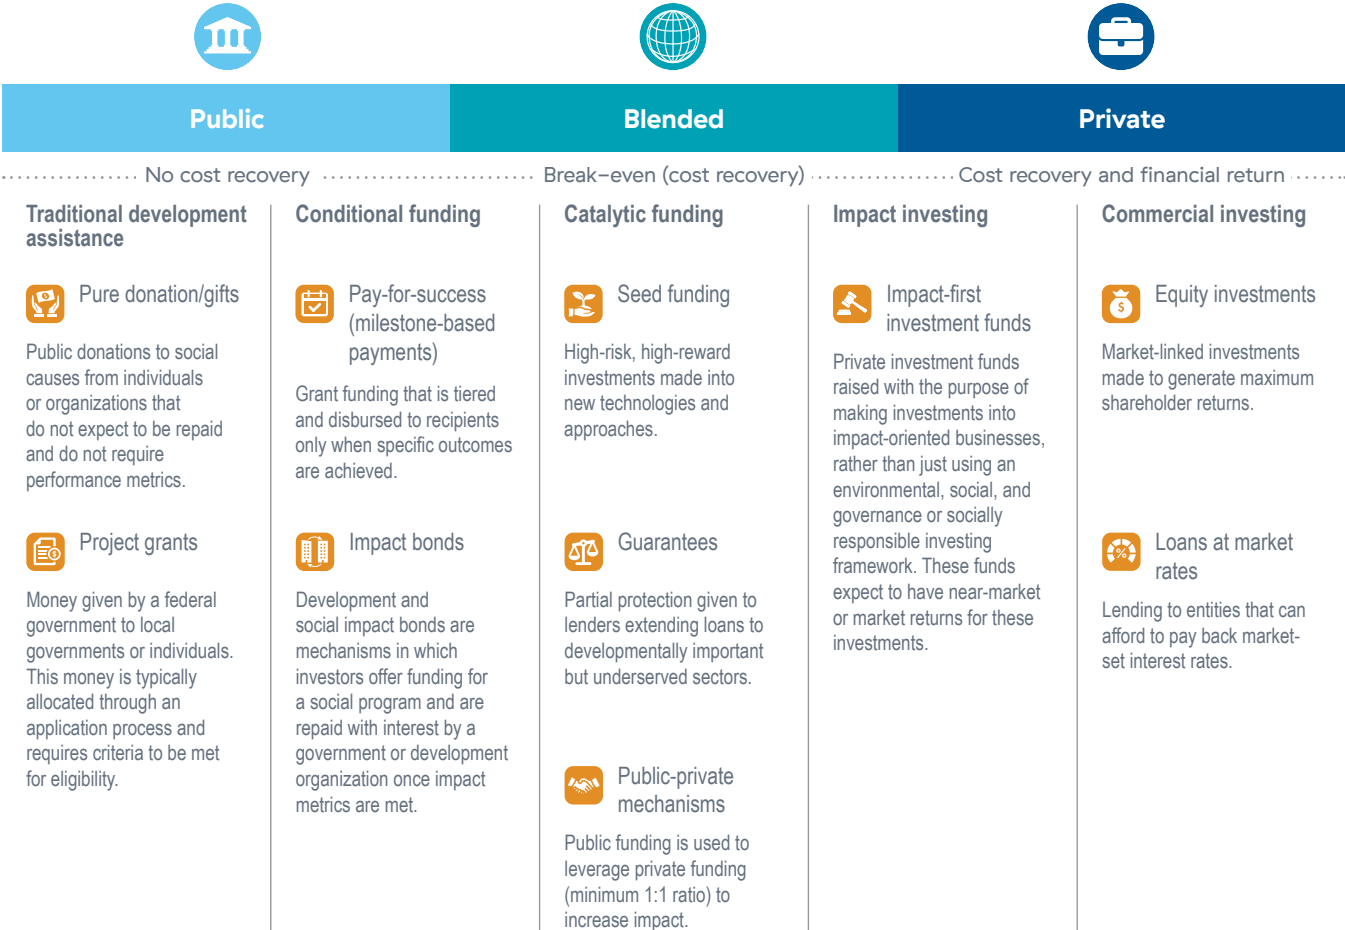 Public
Blended
Private
No cost recovery
Break–even (cost recovery)
Cost recovery and financial return
Traditional development
assistance
Pure donation/gifts
Public donations to social
causes from individuals
or organizations that
do not expect to be repaid
and do not require
performance metrics.
Project grants
Money given by a federal
government to local
governments or individuals.
This money is typically
allocated through an
application process and
requires criteria to be met
for eligibility.
Conditional funding
Pay-for-success
(milestone-based
payments)
Grant funding that is tiered
and disbursed to recipients
only when specific outcomes
are achieved.
Impact bonds
Development and
social impact bonds are
mechanisms in which
investors offer funding for
a social program and are
repaid with interest by a
government or development
organization once impact
metrics are met.
Catalytic funding
Seed funding
High-risk, high-reward
investments made into
new technologies and
approaches.
Guarantees
Partial protection given to
lenders extending loans to
developmentally important
but underserved sectors.
Public-private
mechanisms
Public funding is used to
leverage private funding
(minimum 1:1 ratio) to
increase impact.
Impact investing
Impact-first
investment funds
Private investment funds
raised with the purpose of
making investments into
impact-oriented businesses,
rather than just using an
environmental, social, and
governance or socially
responsible investing
framework. These funds
expect to have near-market
or market returns for these
investments.
Commercial investing
$
Equity investments
Market-linked investments
made to generate maximum
shareholder returns.
%
Loans at market
rates
Lending to entities that can
afford to pay back market-
set interest rates.